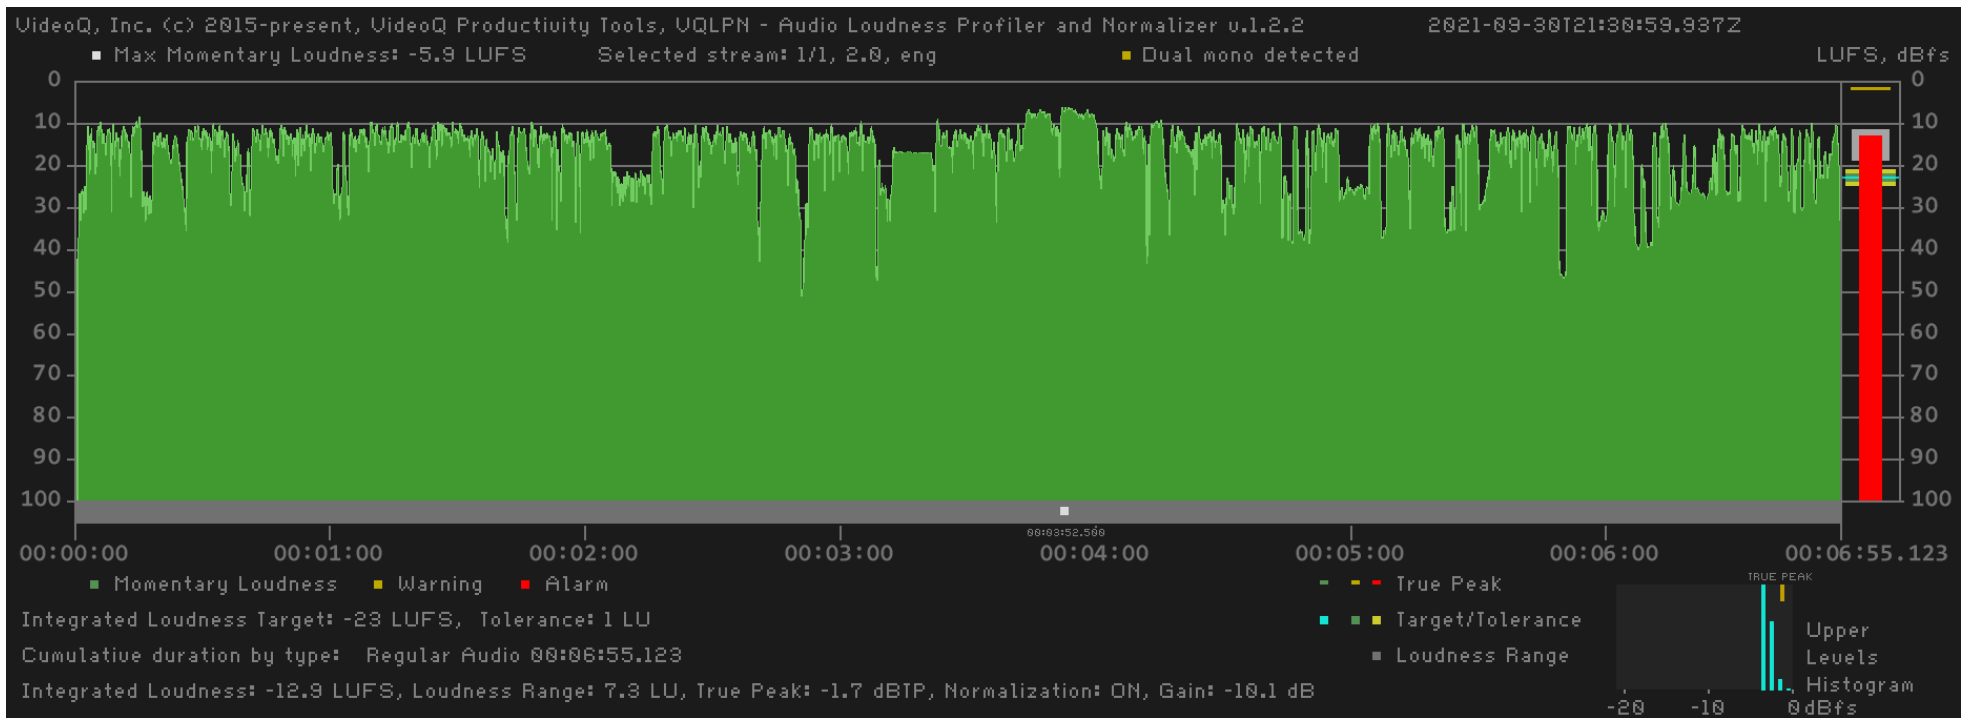 VideoQ, Inc. (c) 2015-present, VideoQ Productivity Tools, VQLPN - Audio Loudness Profiler and Normalizer v.1.2.2 2021-09-30T21:30:59.937Z
Max Momentary Loudness: -5.9 LUFS Selected stream: 1/1, 2.0, eng Dual mono detected LUFS, dBfs
0 0
10 10
20 20
30 30
40 40
50 50
60 60
70 70
80 80
90 90
100 100
00:03:52.500
00:00:00 00:01:00 00:02:00 00:03:00 00:04:00 00:05:00 00:06:00 00:06:55.123
Momentary Loudness Warning Alarm True Peak TRUE PEAK
Integrated Loudness Target: -23 LUFS, Tolerance: 1 LU Target/Tolerance Upper
Cumulative duration by type: Regular Audio 00:06:55.123 Loudness Range Levels
Integrated Loudness: -12.9 LUFS, Loudness Range: 7.3 LU, True Peak: -1.7 dBTP, Normalization: ON, Gain: -10.1 dB Histogram
-20 -10 0dBfs